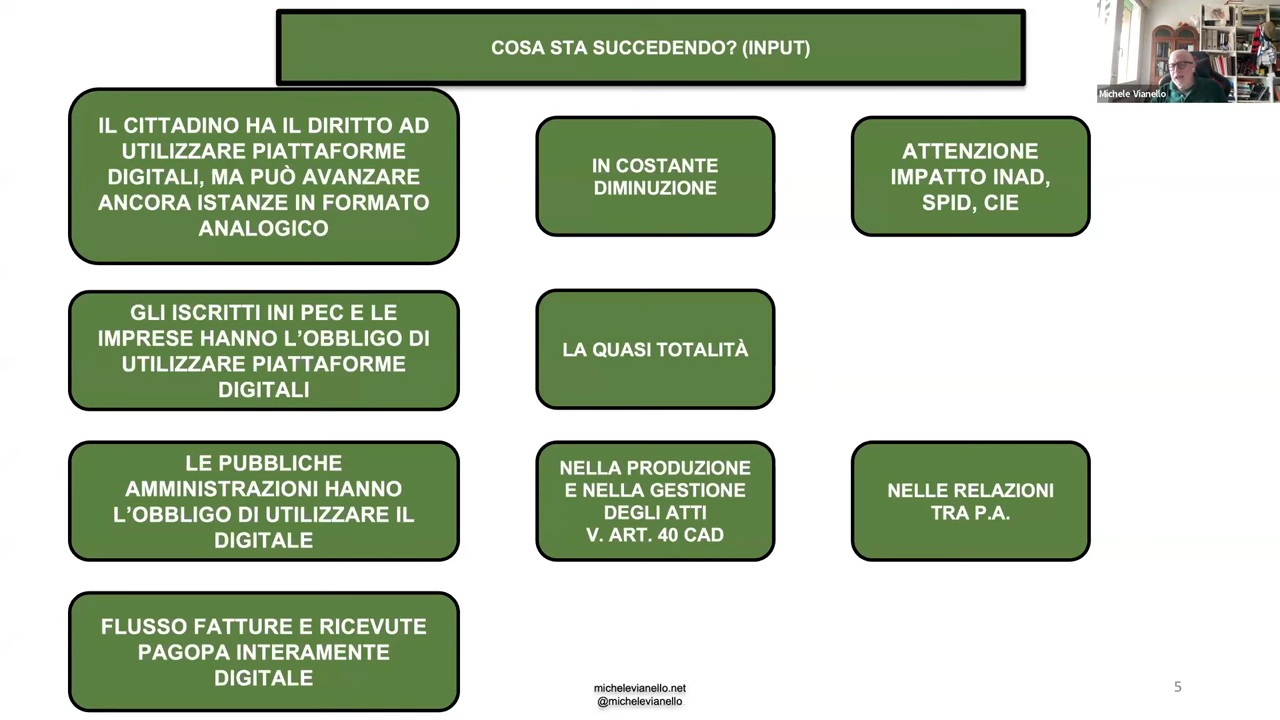 COSA STA SUCCEDENDO? (INPUT)
Michele Vianello
IL CITTADINO HA IL DIRITTO AD
UTILIZZARE PIATTAFORME
DIGITALI, MA PUÒ AVANZARE
ANCORA ISTANZE IN FORMATO
ANALOGICO
IN COSTANTE
DIMINUZIONE
ATTENZIONE
IMPATTO INAD,
SPID, CIE
GLI ISCRITTI INI PEC E LE
IMPRESE HANNO L’OBBLIGO DI
UTILIZZARE PIATTAFORME
DIGITALI
LA QUASI TOTALITÀ
LE PUBBLICHE
AMMINISTRAZIONI HANNO
L’OBBLIGO DI UTILIZZARE IL
DIGITALE
NELLA PRODUZIONE
E NELLA GESTIONE
DEGLI ATTI
V. ART. 40 CAD
NELLE RELAZIONI
TRA P.A.
FLUSSO FATTURE E RICEVUTE
PAGOPA INTERAMENTE
DIGITALE
michelevianello.net
@michelevianello
5